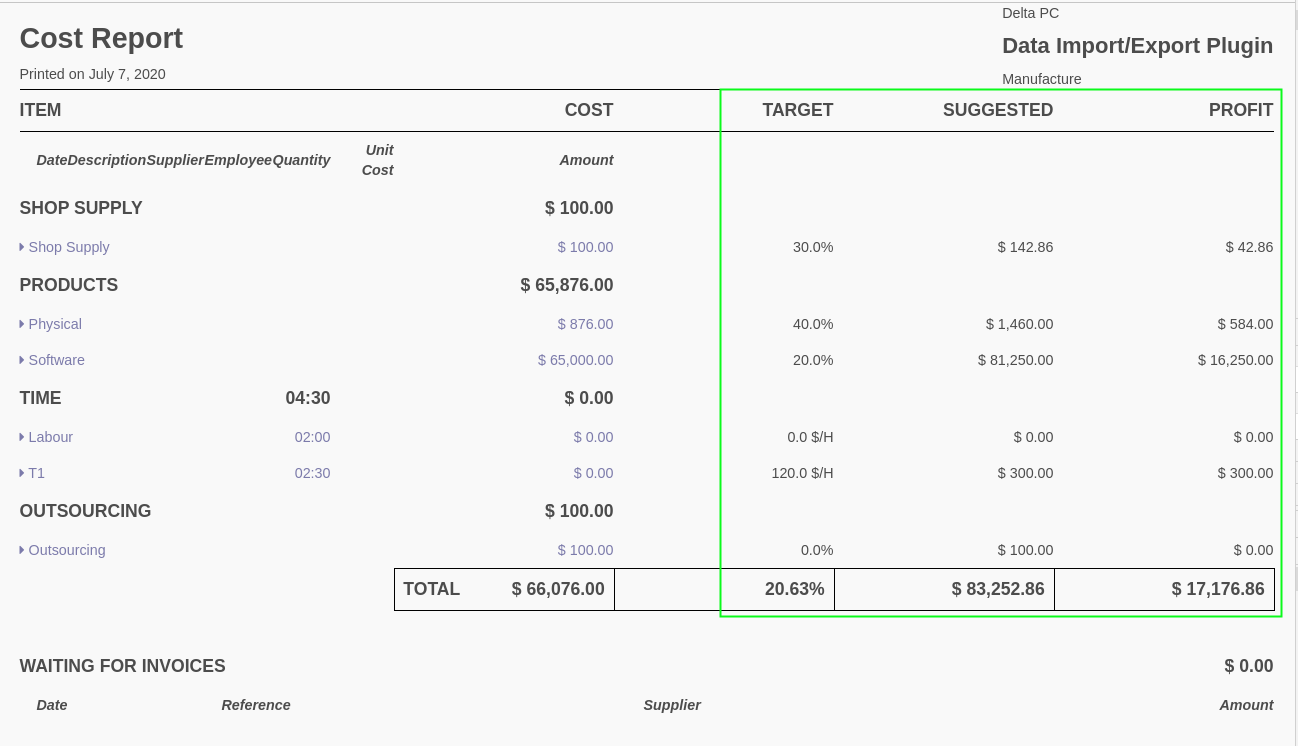 Delta PC
Cost Report
Data Import/Export Plugin
Printed on July 7, 2020
Manufacture
ITEM COST TARGET SUGGESTED PROFIT
Date Description Supplier Employee Quantity Unit Cost Amount
SHOP SUPPLY $ 100.00
Shop Supply $ 100.00 30.0% $ 142.86 $ 42.86
PRODUCTS $ 65,876.00
Physical $ 876.00 40.0% $ 1,460.00 $ 584.00
Software $ 65,000.00 20.0% $ 81,250.00 $ 16,250.00
TIME 04:30 $ 0.00
Labour 02:00 $ 0.00 0.0 $/H $ 0.00 $ 0.00
T1 02:30 $ 0.00 120.0 $/H $ 300.00 $ 300.00
OUTSOURCING $ 100.00
Outsourcing $ 100.00 0.0% $ 100.00 $ 0.00
TOTAL $ 66,076.00 20.63% $ 83,252.86 $ 17,176.86
WAITING FOR INVOICES $ 0.00
Date Reference Supplier Amount